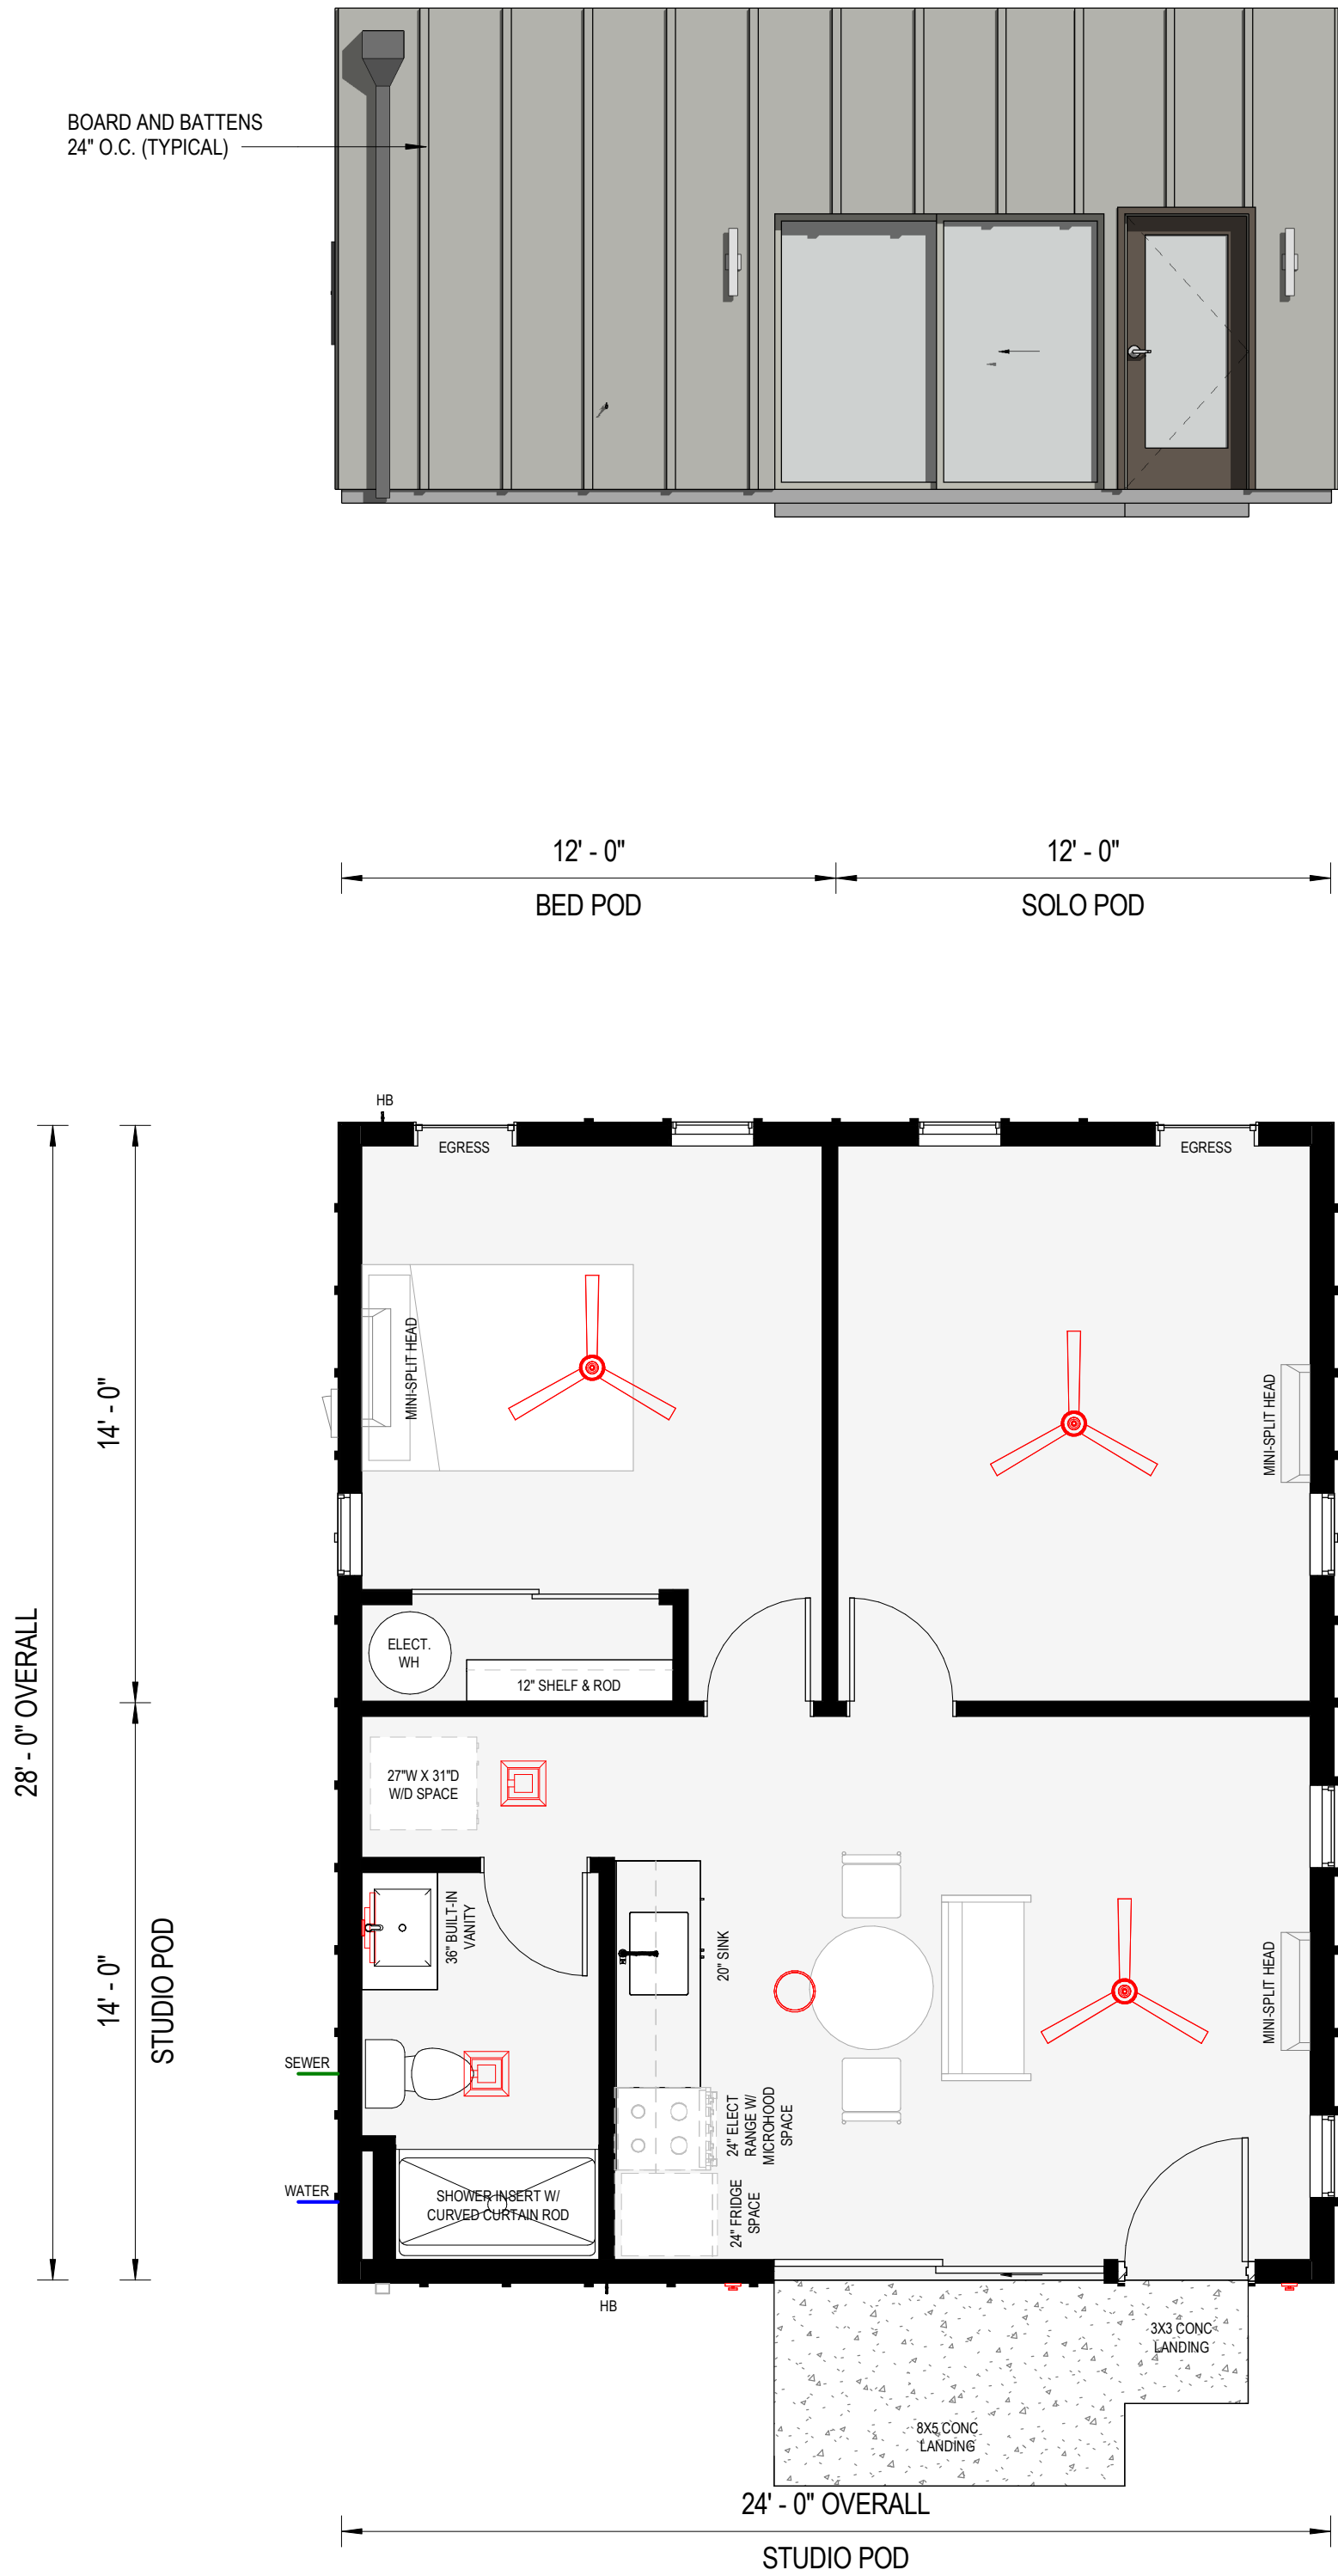 BOARD AND BATTENS
24" O.C. (TYPICAL)
12' - 0"
12' - 0"
BED POD
SOLO POD
HB
EGRESS
EGRESS
MINI-SPLIT HEAD
MINI-SPLIT HEAD
14' - 0"
28' - 0" OVERALL
ELECT.
WH
12" SHELF & ROD
27"W X 31"D
W/D SPACE
36" BUILT-IN
VANITY
20" SINK
MINI-SPLIT HEAD
14' - 0"
STUDIO POD
SEWER
24" ELECT
RANGE W/
MICROHOOD
SPACE
WATER
SHOWER INSERT W/
CURVED CURTAIN ROD
24" FRIDGE
SPACE
HB
3X3 CONC
LANDING
8X5 CONC
LANDING
24' - 0" OVERALL
STUDIO POD